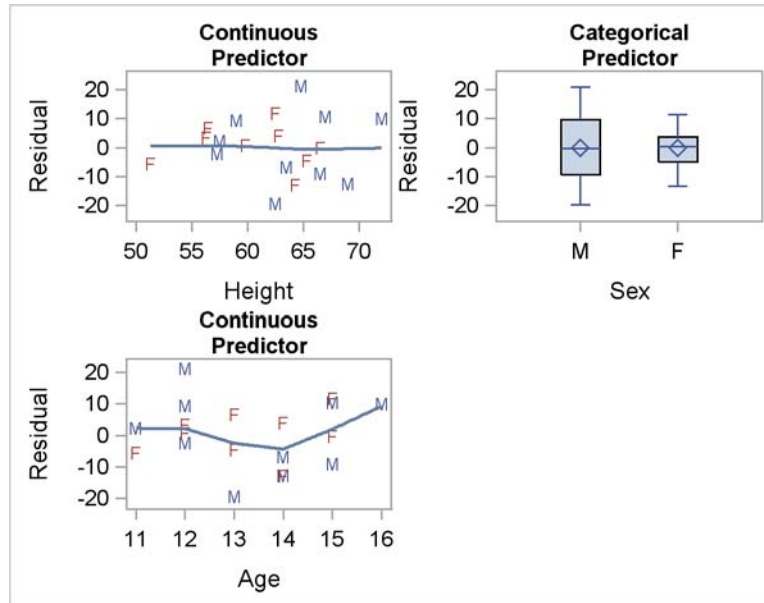 Continuous
Predictor
Residual
20
10
0
-10
-20
M
F
F
F
M
M
F
M
F
F
M
F
M
F
F
M
M
M
M
50 55 60 65 70
Height
Categorical
Predictor
Residual
20
10
0
-10
-20
M F
Sex
Continuous
Predictor
Residual
20
10
0
-10
-20
M
F
M
M
F
F
M
F
F
M
F
M
F
M
F
M
F
M
M
11 12 13 14 15 16
Age